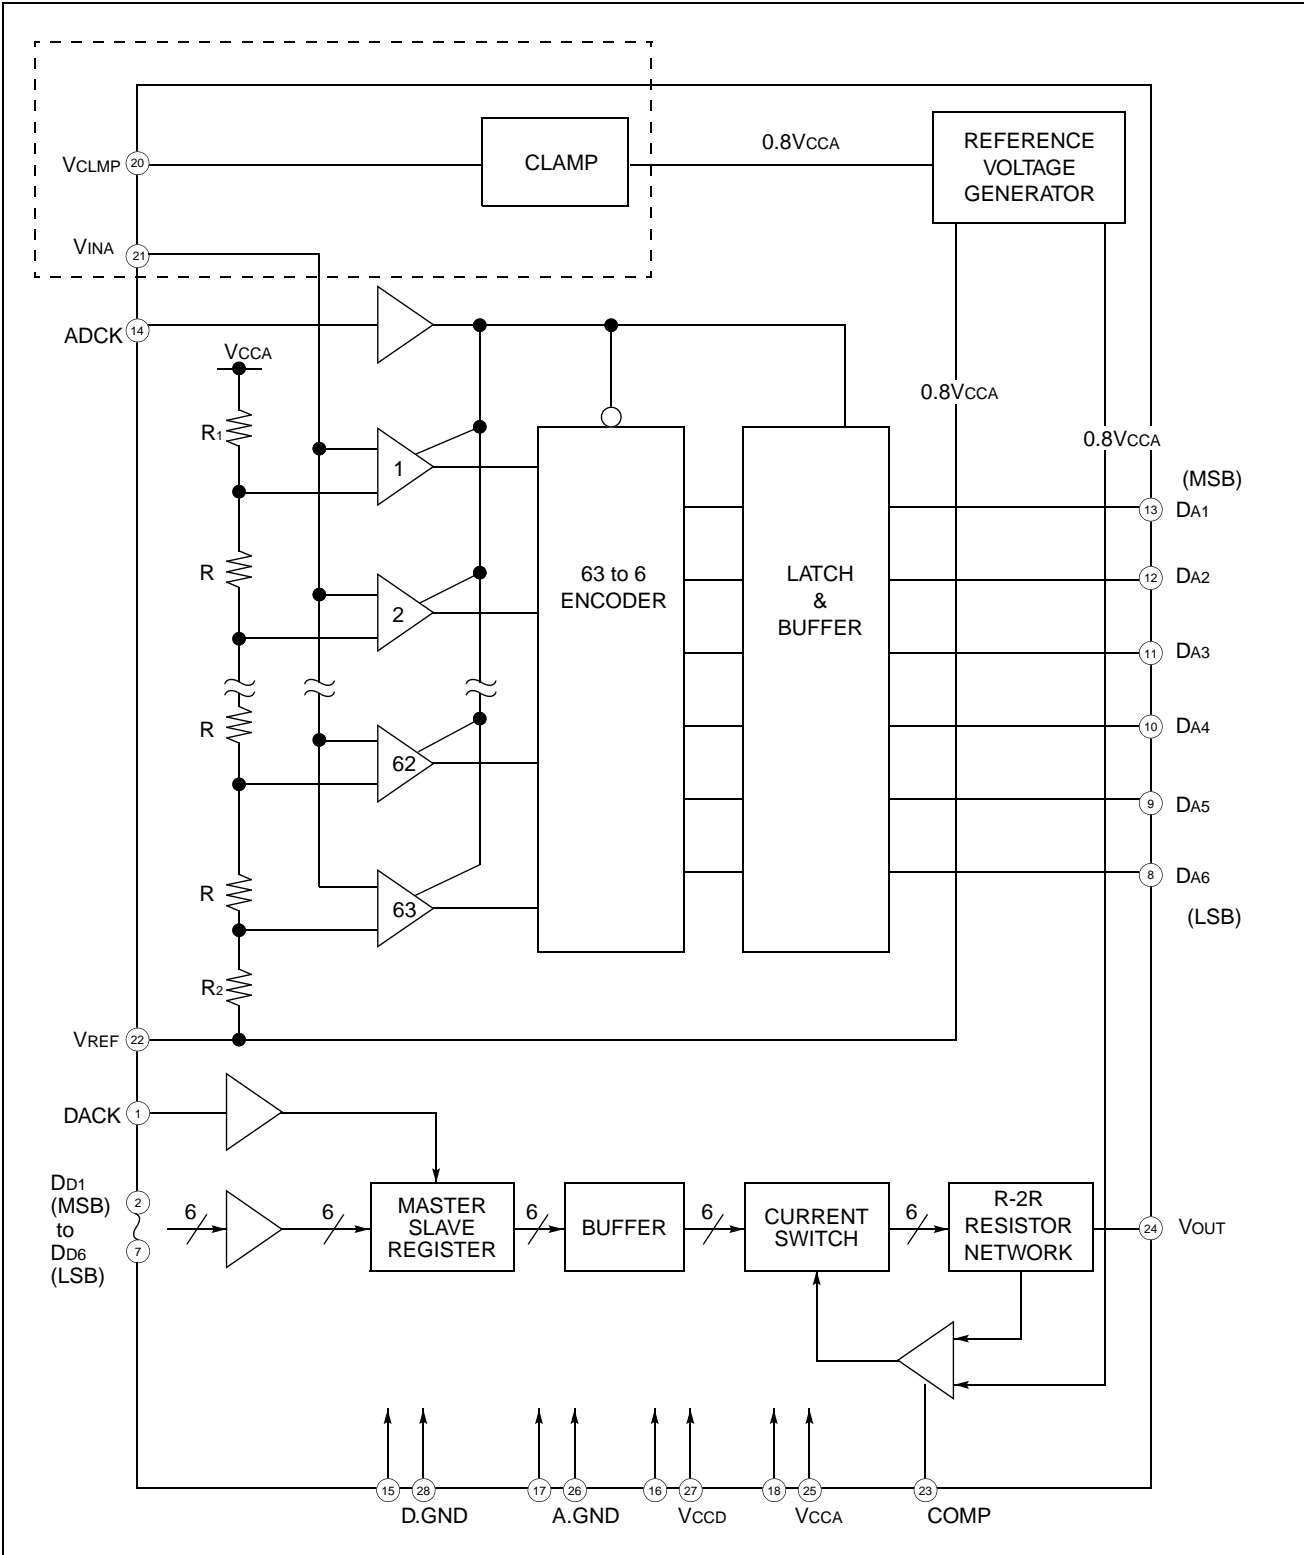 VCLMP 20
CLAMP
0.8VCCA
REFERENCE
VOLTAGE
GENERATOR
VINA 21
ADCK 14
VCCA
0.8VCCA
0.8VCCA
R1
1
(MSB)
13 DA1
R
2
63 to 6
ENCODER
LATCH
&
BUFFER
12 DA2
11 DA3
R
62
10 DA4
9 DA5
R
63
8 DA6
(LSB)
R2
VREF 22
DACK 1
DD1
(MSB)
to
DD6
(LSB)
2
7
6
6
MASTER
SLAVE
REGISTER
6
BUFFER
6
CURRENT
SWITCH
6
R-2R
RESISTOR
NETWORK
24 VOUT
15 28 17 26 16 27 18 25 23
D.GND A.GND VCCD VCCA COMP